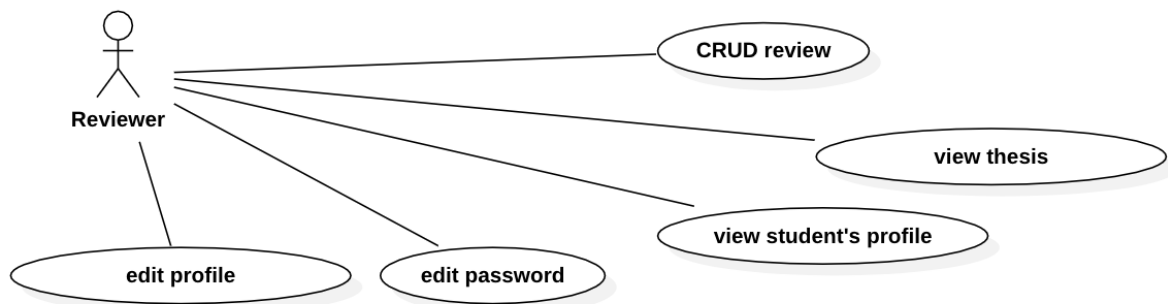 CRUD review
Reviewer
view thesis
view student's profile
edit profile
edit password